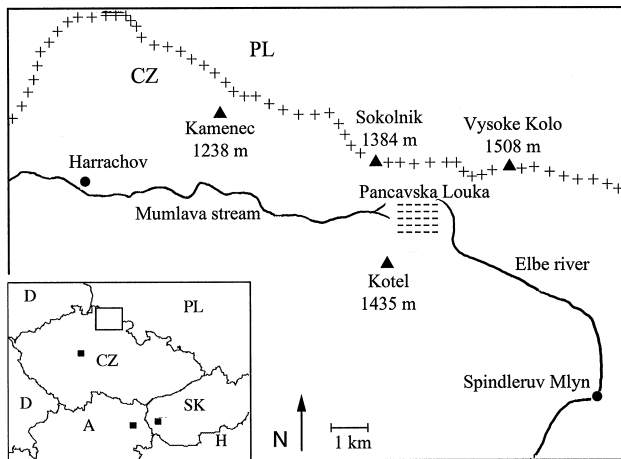 PL
CZ
Kamenec
1238 m
Sokolnik
1384 m
Vysoke Kolo
1508 m
Harrachov
Pancavska Louka
Mumlava stream
Elbe river
Kotel
1435 m
Spindleruv Mlyn
D
PL
CZ
D
SK
A
H
N
1 km